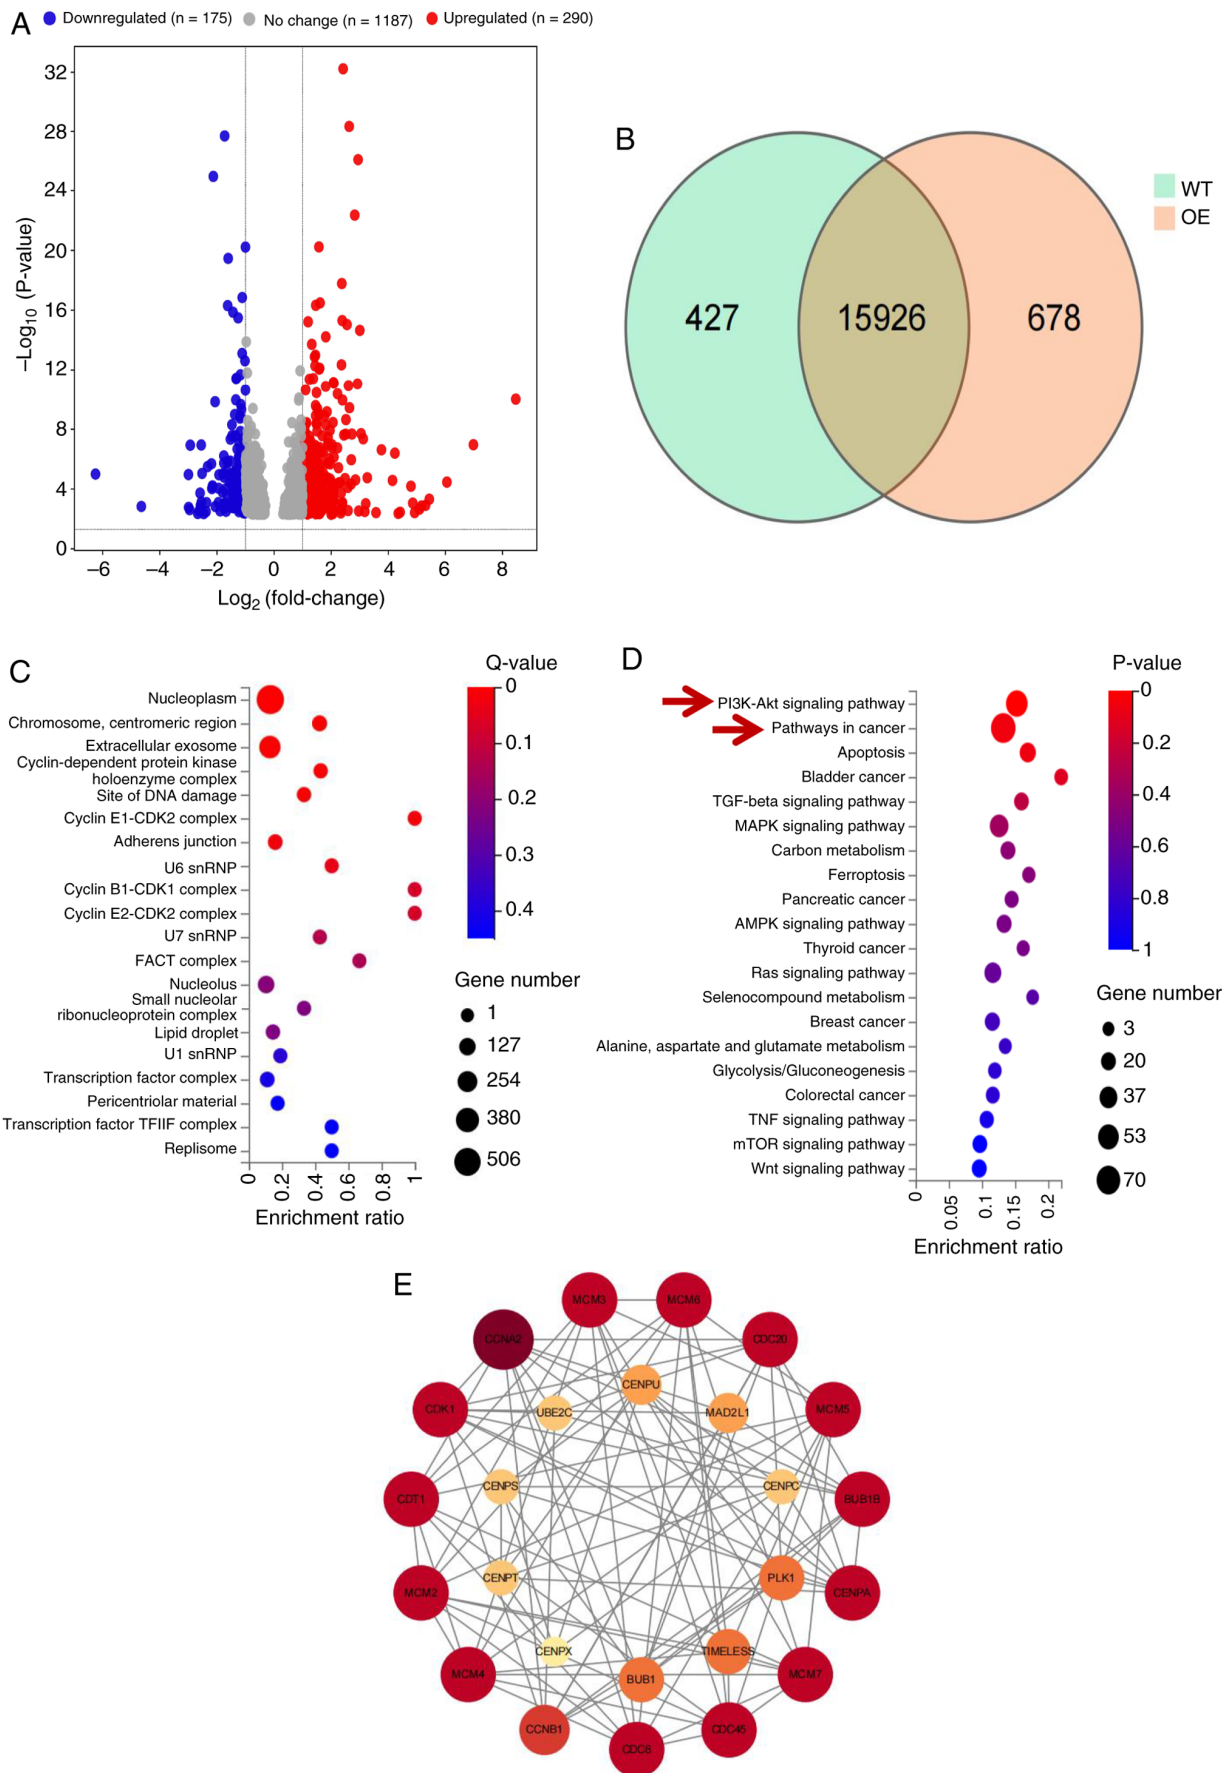 A
Downregulated (n = 175)
No change (n = 1187)
Upregulated (n = 290)
32
28
24
20
16
12
8
4
0
−Log10 (P-value)
−6
−4
−2
0
2
4
6
8
Log2 (fold-change)
B
427
15926
678
WT
OE
C
Nucleoplasm
Chromosome, centromeric region
Extracellular exosome
Cyclin-dependent protein kinase
holoenzyme complex
Site of DNA damage
Cyclin E1-CDK2 complex
Adherens junction
U6 snRNP
Cyclin B1-CDK1 complex
Cyclin E2-CDK2 complex
U7 snRNP
FACT complex
Nucleolus
Small nucleolar
ribonucleoprotein complex
Lipid droplet
U1 snRNP
Transcription factor complex
Pericentriolar material
Transcription factor TFIIF complex
Replisome
0
0.2
0.4
0.6
0.8
1
Enrichment ratio
Q-value
0
0.1
0.2
0.3
0.4
Gene number
1
127
254
380
506
D
PI3K-Akt signaling pathway
Pathways in cancer
Apoptosis
Bladder cancer
TGF-beta signaling pathway
MAPK signaling pathway
Carbon metabolism
Ferroptosis
Pancreatic cancer
AMPK signaling pathway
Thyroid cancer
Ras signaling pathway
Selenocompound metabolism
Breast cancer
Alanine, aspartate and glutamate metabolism
Glycolysis/Gluconeogenesis
Colorectal cancer
TNF signaling pathway
mTOR signaling pathway
Wnt signaling pathway
0
0.05
0.1
0.15
0.2
Enrichment ratio
P-value
0
0.2
0.4
0.6
0.8
1
Gene number
3
20
37
53
70
E
MCM3
MCM6
CCNA2
CDC20
CENPU
CDK1
UBE2C
MAD2L1
MCM5
CENPS
CENPC
CDT1
BUB1B
CENPT
PLK1
MCM2
CENPA
CENPX
TIMELESS
MCM4
BUB1
MCM7
CCNB1
CDC45
CDC6